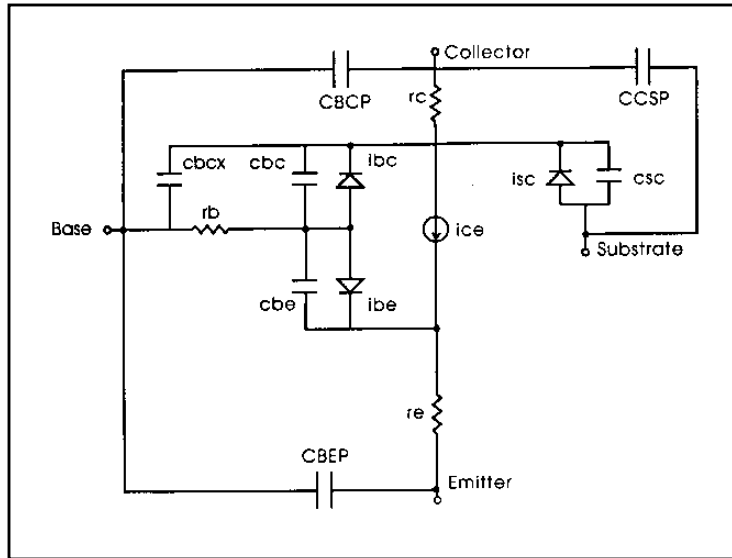 Collector
CBCP
rc
CCSP
cbcx
cbc
ibc
isc
csc
rb
Base
ice
Substrate
cbe
ibe
re
CBEP
Emitter